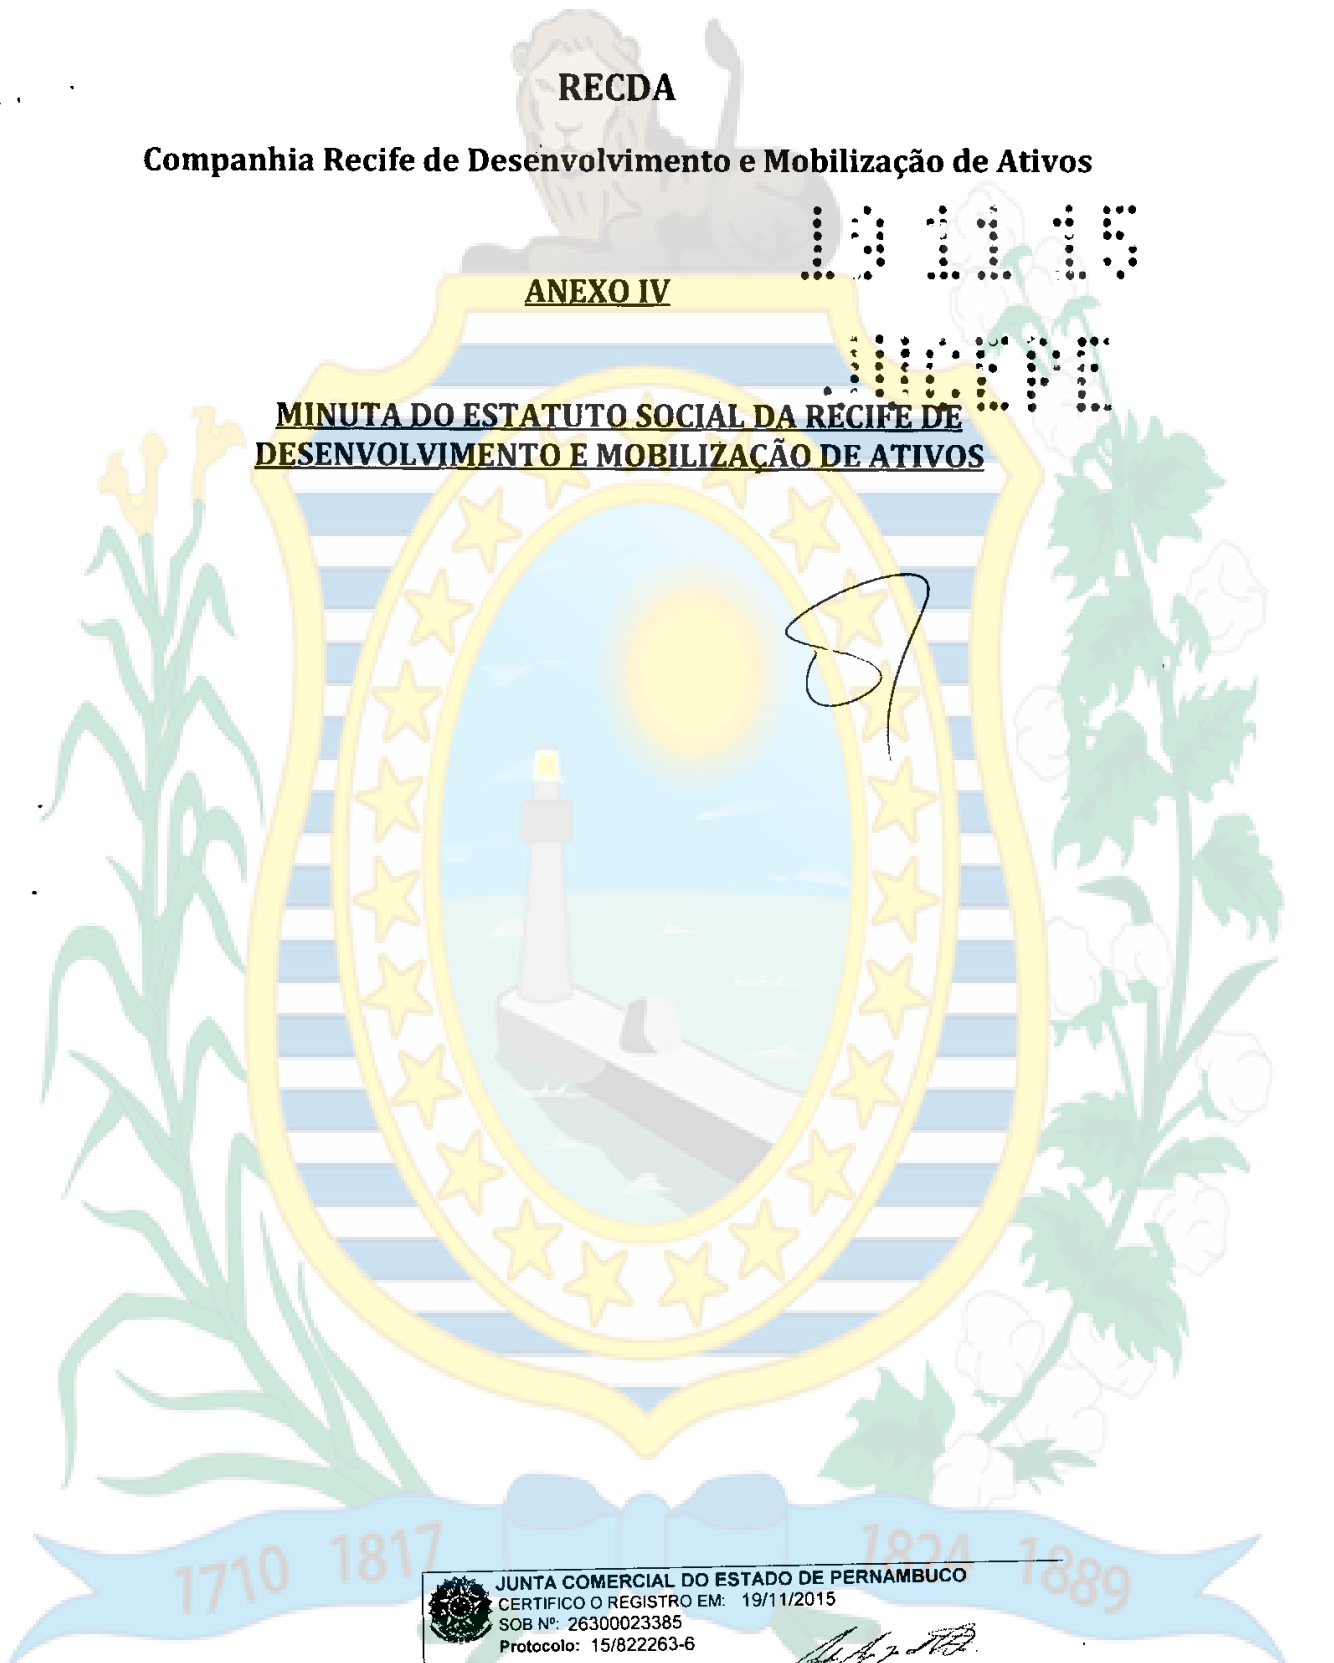 RECDA
Companhia Recife de Desenvolvimento e Mobilização de Ativos
19 11 15
ANEXO IV
JUCEPE
MINUTA DO ESTATUTO SOCIAL DA RECIFE DE
DESENVOLVIMENTO E MOBILIZAÇÃO DE ATIVOS
1710 1817 1824 1889
JUNTA COMERCIAL DO ESTADO DE PERNAMBUCO
CERTIFICO O REGISTRO EM: 19/11/2015
SOB Nº: 26300023385
Protocolo: 15/822263-6